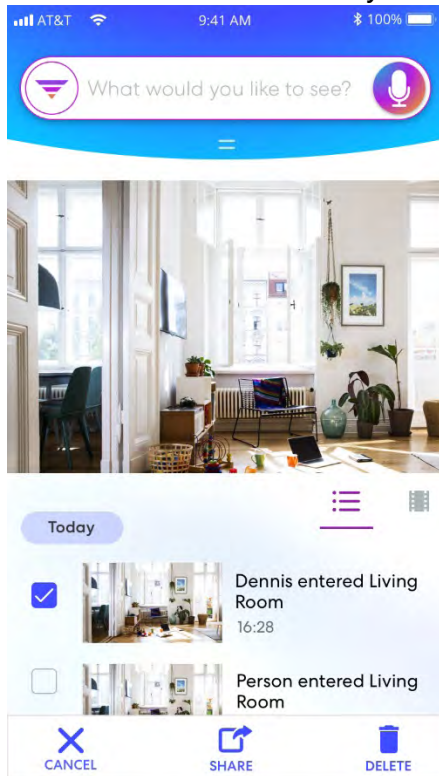 AT&T 9:41 AM 100%
What would you like to see?
Today
Dennis entered Living
Room
16:28
Person entered Living
Room
CANCEL SHARE DELETE